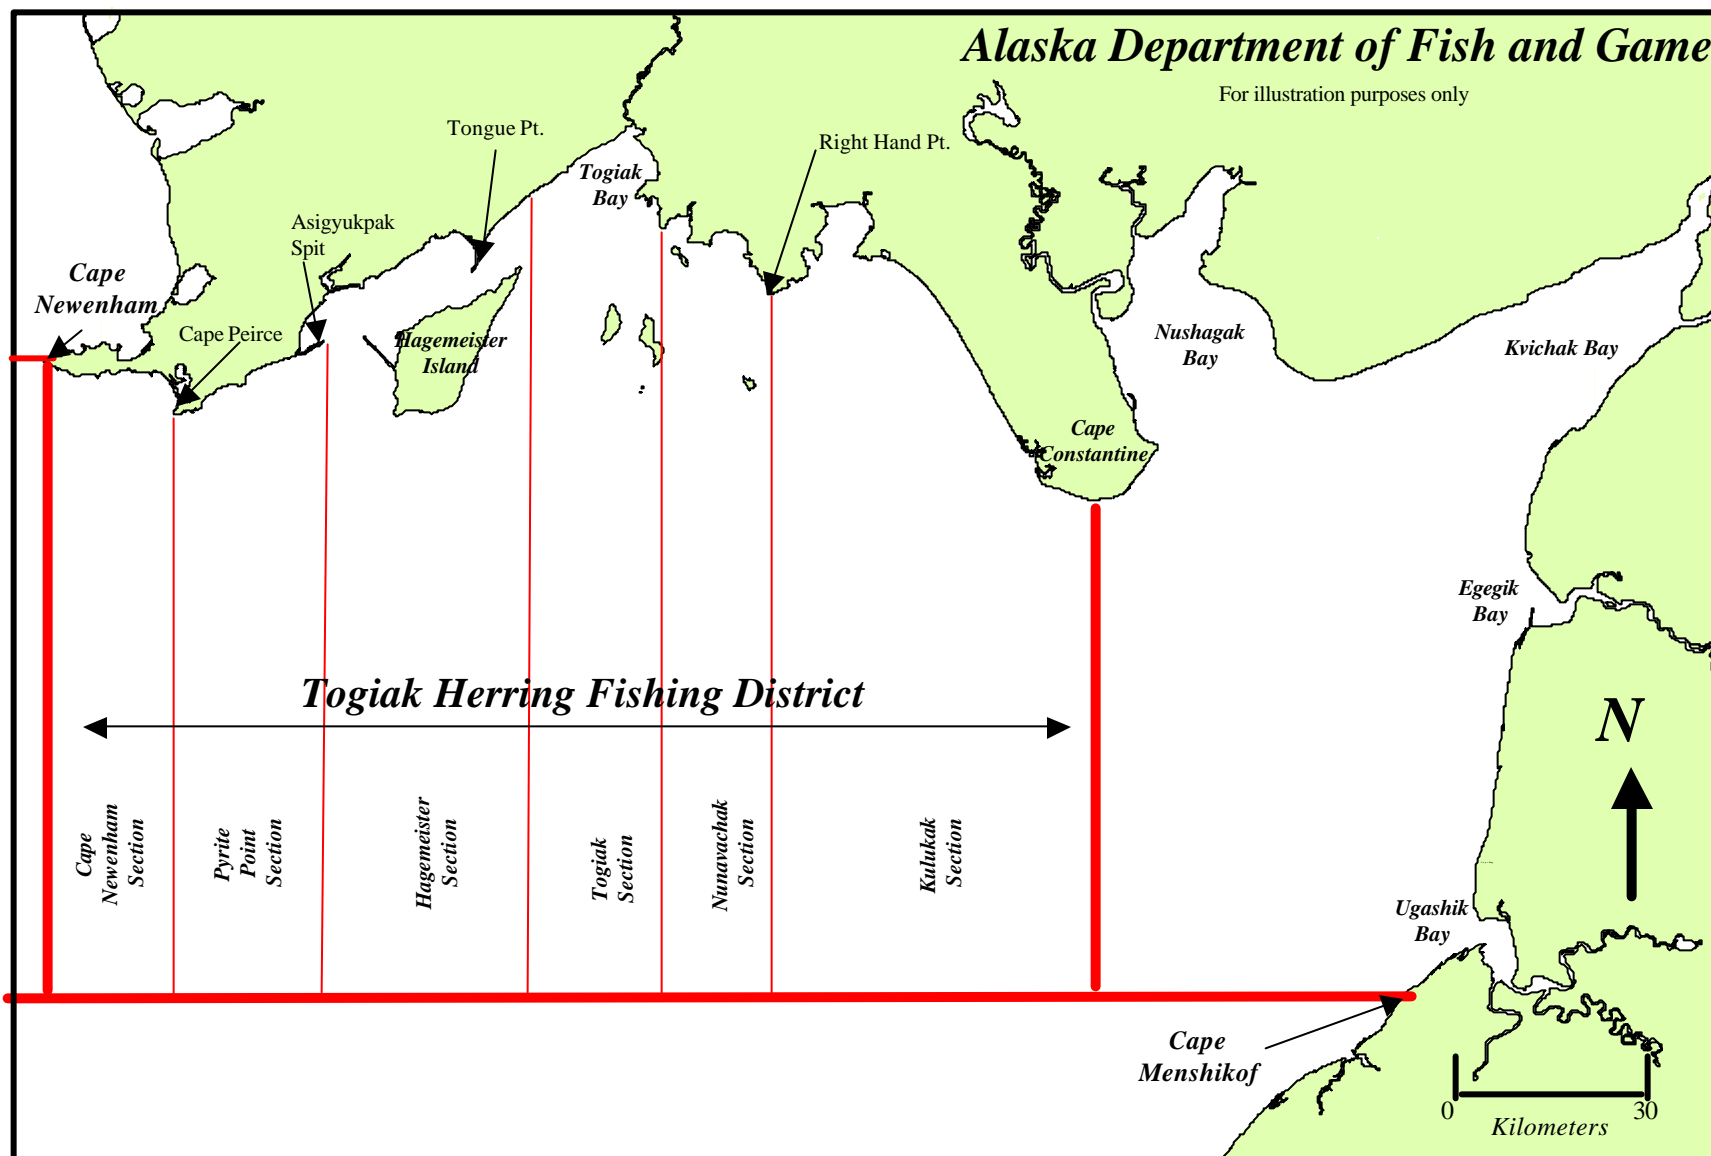 Alaska Department of Fish and Game
For illustration purposes only
Tongue Pt.
Right Hand Pt.
Togiak
Bay
Asigyukpak
Spit
Cape
Newenham
Cape Peirce
Hagemeister
Island
Nushagak
Bay
Kvichak Bay
Cape
Constantine
Egegik
Bay
Togiak Herring Fishing District
N
Cape
Newenham
Section
Pyrite
Point
Section
Hagemeister
Section
Togiak
Section
Nunavachak
Section
Kulukak
Section
Ugashik
Bay
Cape
Menshikof
0 30
Kilometers